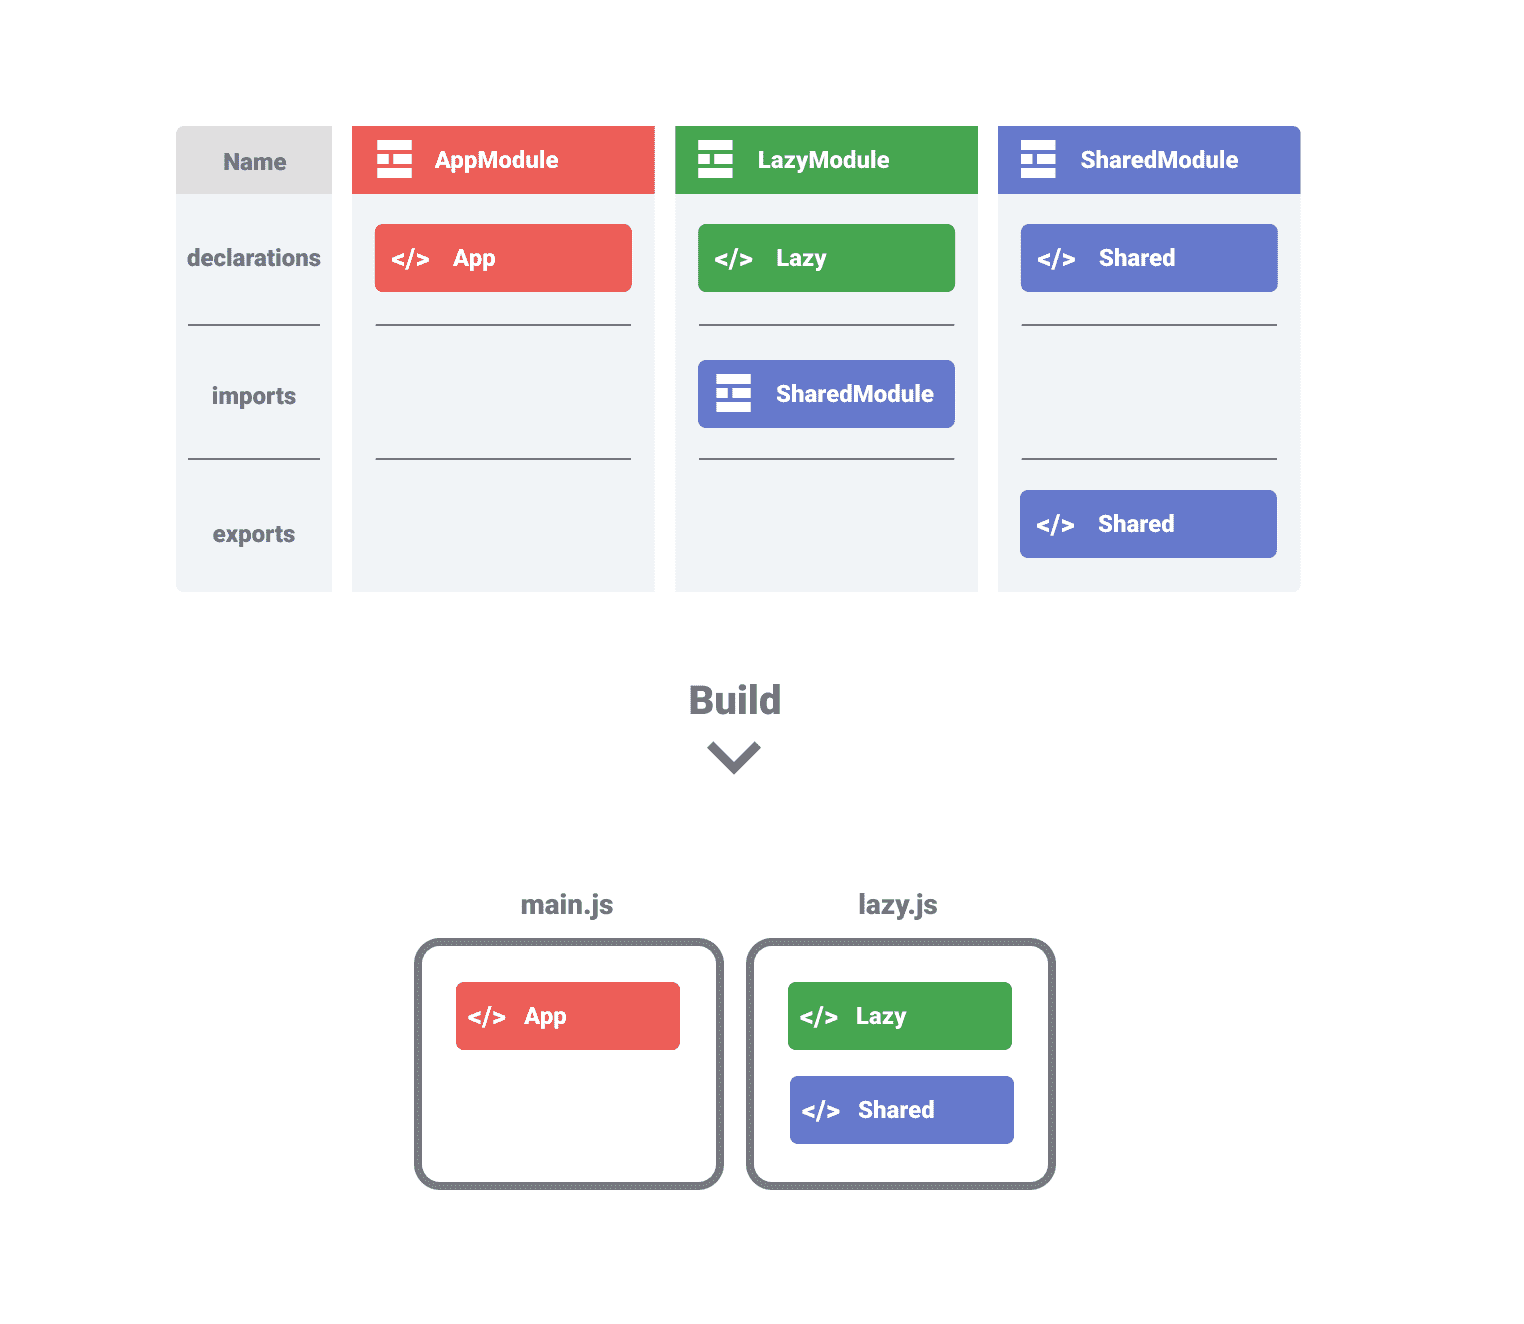 Name
AppModule
LazyModule
SharedModule
declarations
</> App
</> Lazy
</> Shared
imports
SharedModule
exports
</> Shared
Build
main.js
lazy.js
</> App
</> Lazy
</> Shared